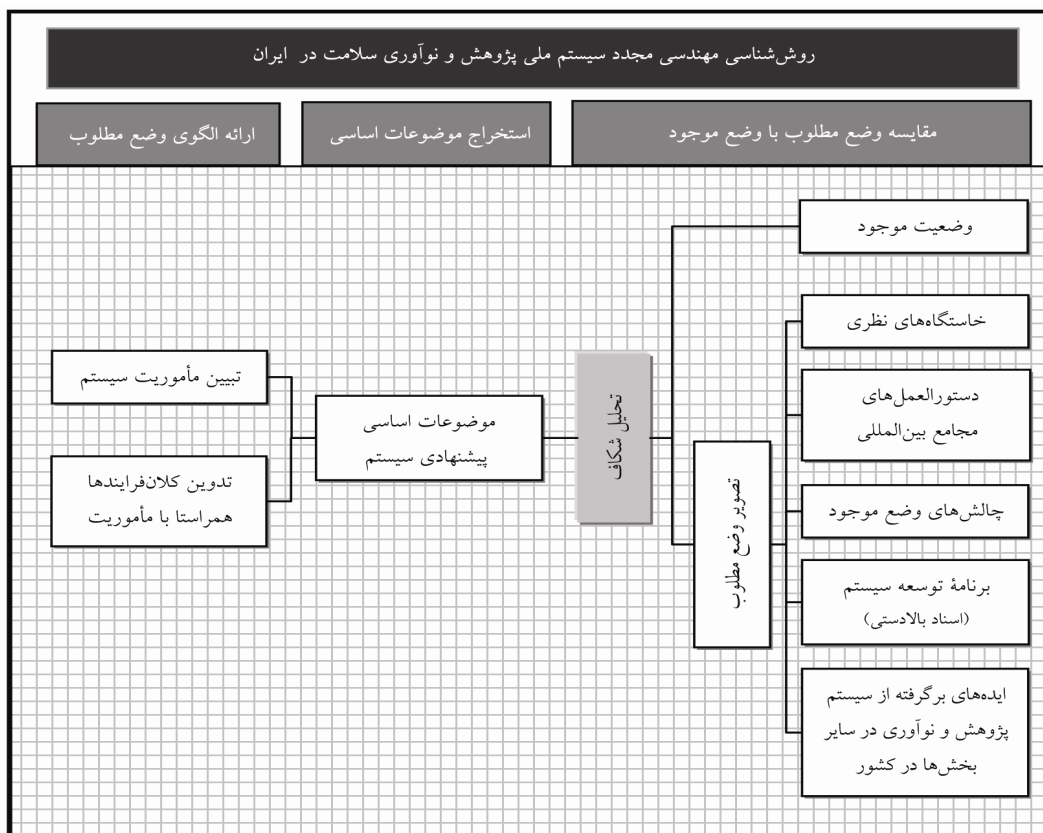 روش‌شناسی مهندسی مجدد سیستم ملی پژوهش و نوآوری سلامت در ایران
مقایسه وضع مطلوب با وضع موجود
استخراج موضوعات اساسی
ارائه الگوی وضع مطلوب
وضعیت موجود
خاستگاه‌های نظری
دستورالعمل‌های
مجامع بین‌المللی
چالش‌های وضع موجود
برنامهٔ توسعه سیستم
(اسناد بالادستی)
ایده‌های برگرفته از سیستم
پژوهش و نوآوری در سایر
بخش‌ها در کشور
تصویر وضع مطلوب
تحلیل شکاف
موضوعات اساسی
پیشنهادی سیستم
تبیین مأموریت سیستم
تدوین کلان‌فرایندها
همراستا با مأموریت